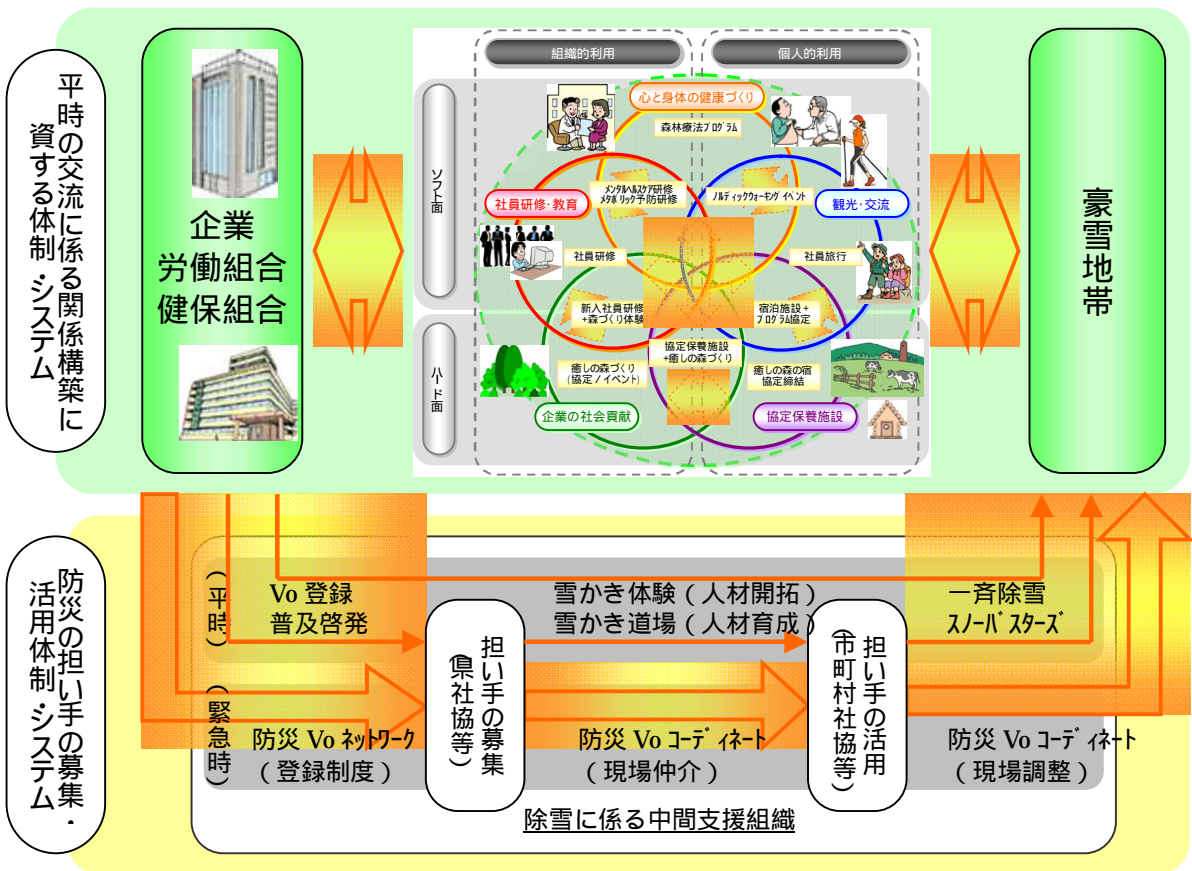 平時の交流に係る関係構築に
資する体制・システム
企業
労働組合
健保組合
組織的利用
個人的利用
ソフト面
ハード面
心と身体の健康づくり
森林療法プログラム
社員研修・教育
メンタルヘルスケア研修
メタボリック予防研修
ノルディックウォーキングイベント
観光・交流
社員研修
社員旅行
新入社員研修
+森づくり体験
宿泊施設+
プログラム協定
協定保養施設
+癒しの森づくり
癒しの森づくり
(協定/イベント)
癒しの森の宿
協定締結
企業の社会貢献
協定保養施設
豪雪地帯
防災の担い手の募集・
活用体制・システム
(平時)
Vo 登録
普及啓発
雪かき体験(人材開拓)
雪かき道場(人材育成)
一斉除雪
スノーバスターズ
担い手の募集
(県社協等)
担い手の活用
(市町村社協等)
(緊急時)
防災 Vo ネットワーク
(登録制度)
防災 Vo コーディネート
(現場仲介)
防災 Vo コーディネート
(現場調整)
除雪に係る中間支援組織